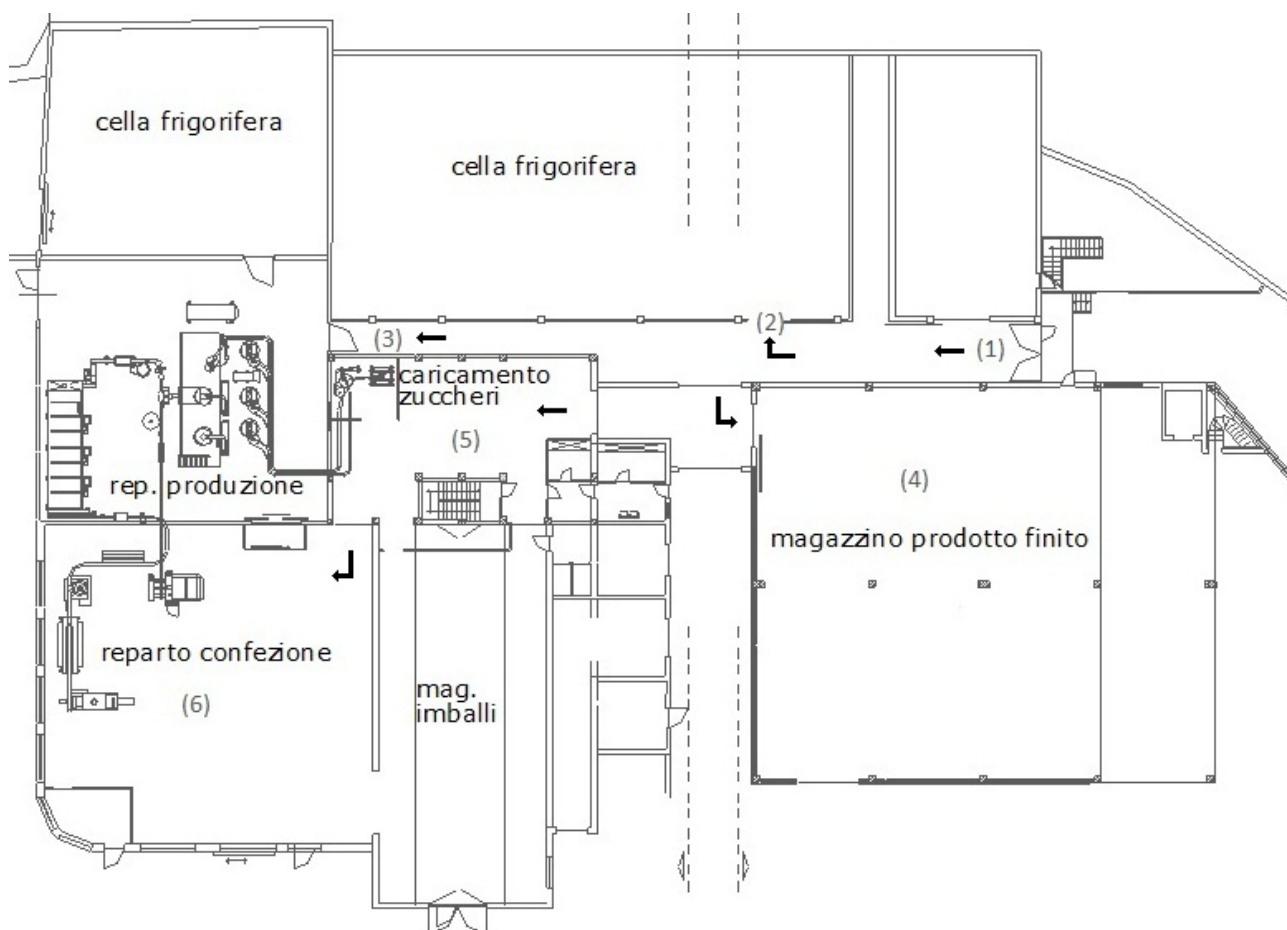 cella frigorifera
cella frigorifera
(2)
(3)
(1)
caricamento
zuccheri
(5)
(4)
rep. produzione
magazzino prodotto finito
reparto confezione
(6)
mag.
imballi